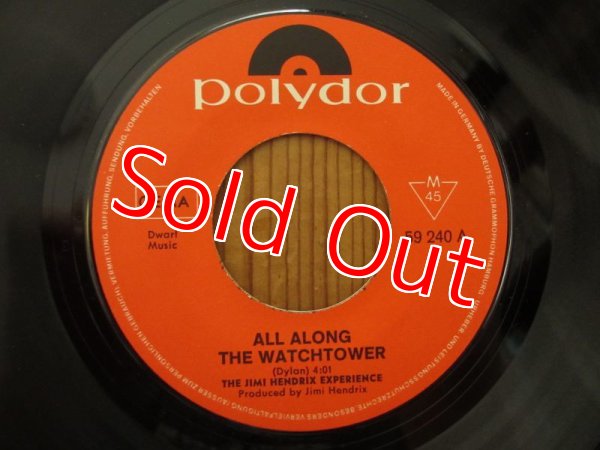 polydor
Sold Out
M
45
Dwarf
Music
59 240 A
ALL ALONG
THE WATCHTOWER
(Dylan) 4:01
THE JIMI HENDRIX EXPERIENCE
Produced by Jimi Hendrix
MADE IN GERMANY BY DEUTSCHE GRAMMOPHON HAMBURG